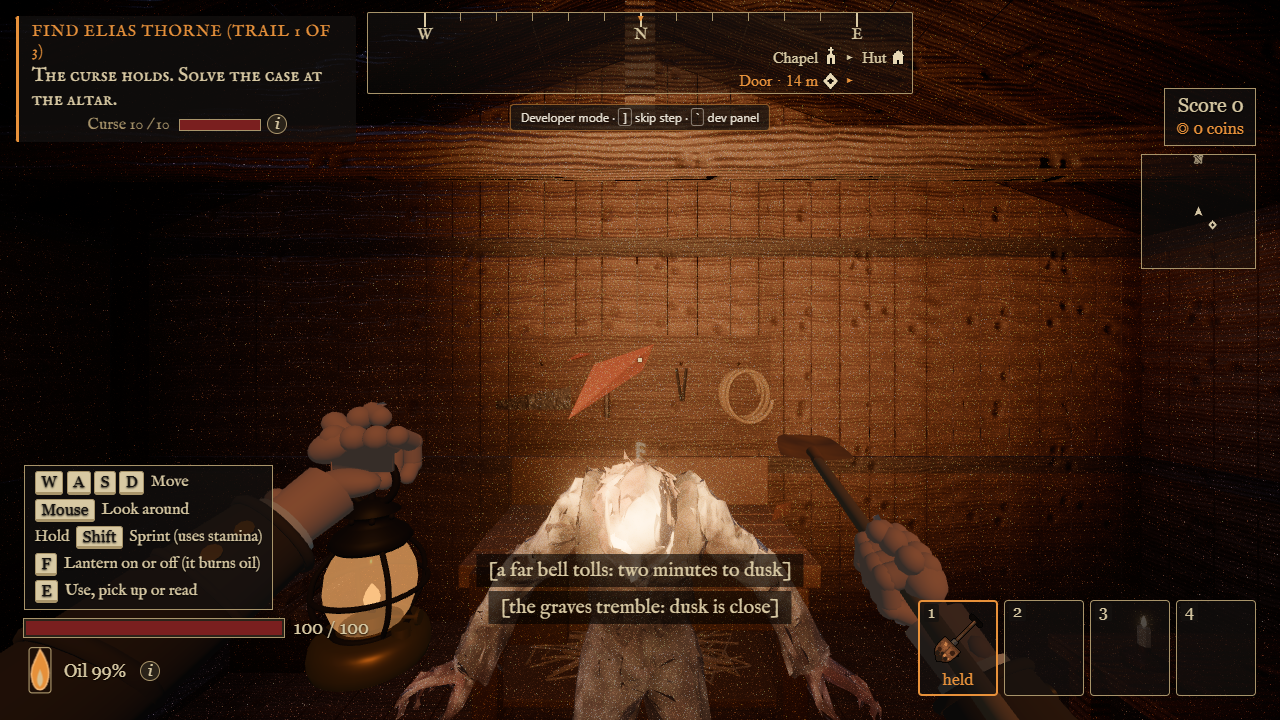 FIND ELIAS THORNE (TRAIL 1 OF
3)
The curse holds. Solve the case at
the altar.
Curse 10/10 i
W N E
Chapel Hut
Door · 14 m
Developer mode · ] skip step · ` dev panel
Score 0
0 coins
W A S D Move
Mouse Look around
Hold Shift Sprint (uses stamina)
F Lantern on or off (it burns oil)
E Use, pick up or read
[a far bell tolls: two minutes to dusk]
[the graves tremble: dusk is close]
100 / 100
Oil 99% i
1 2 3 4
held